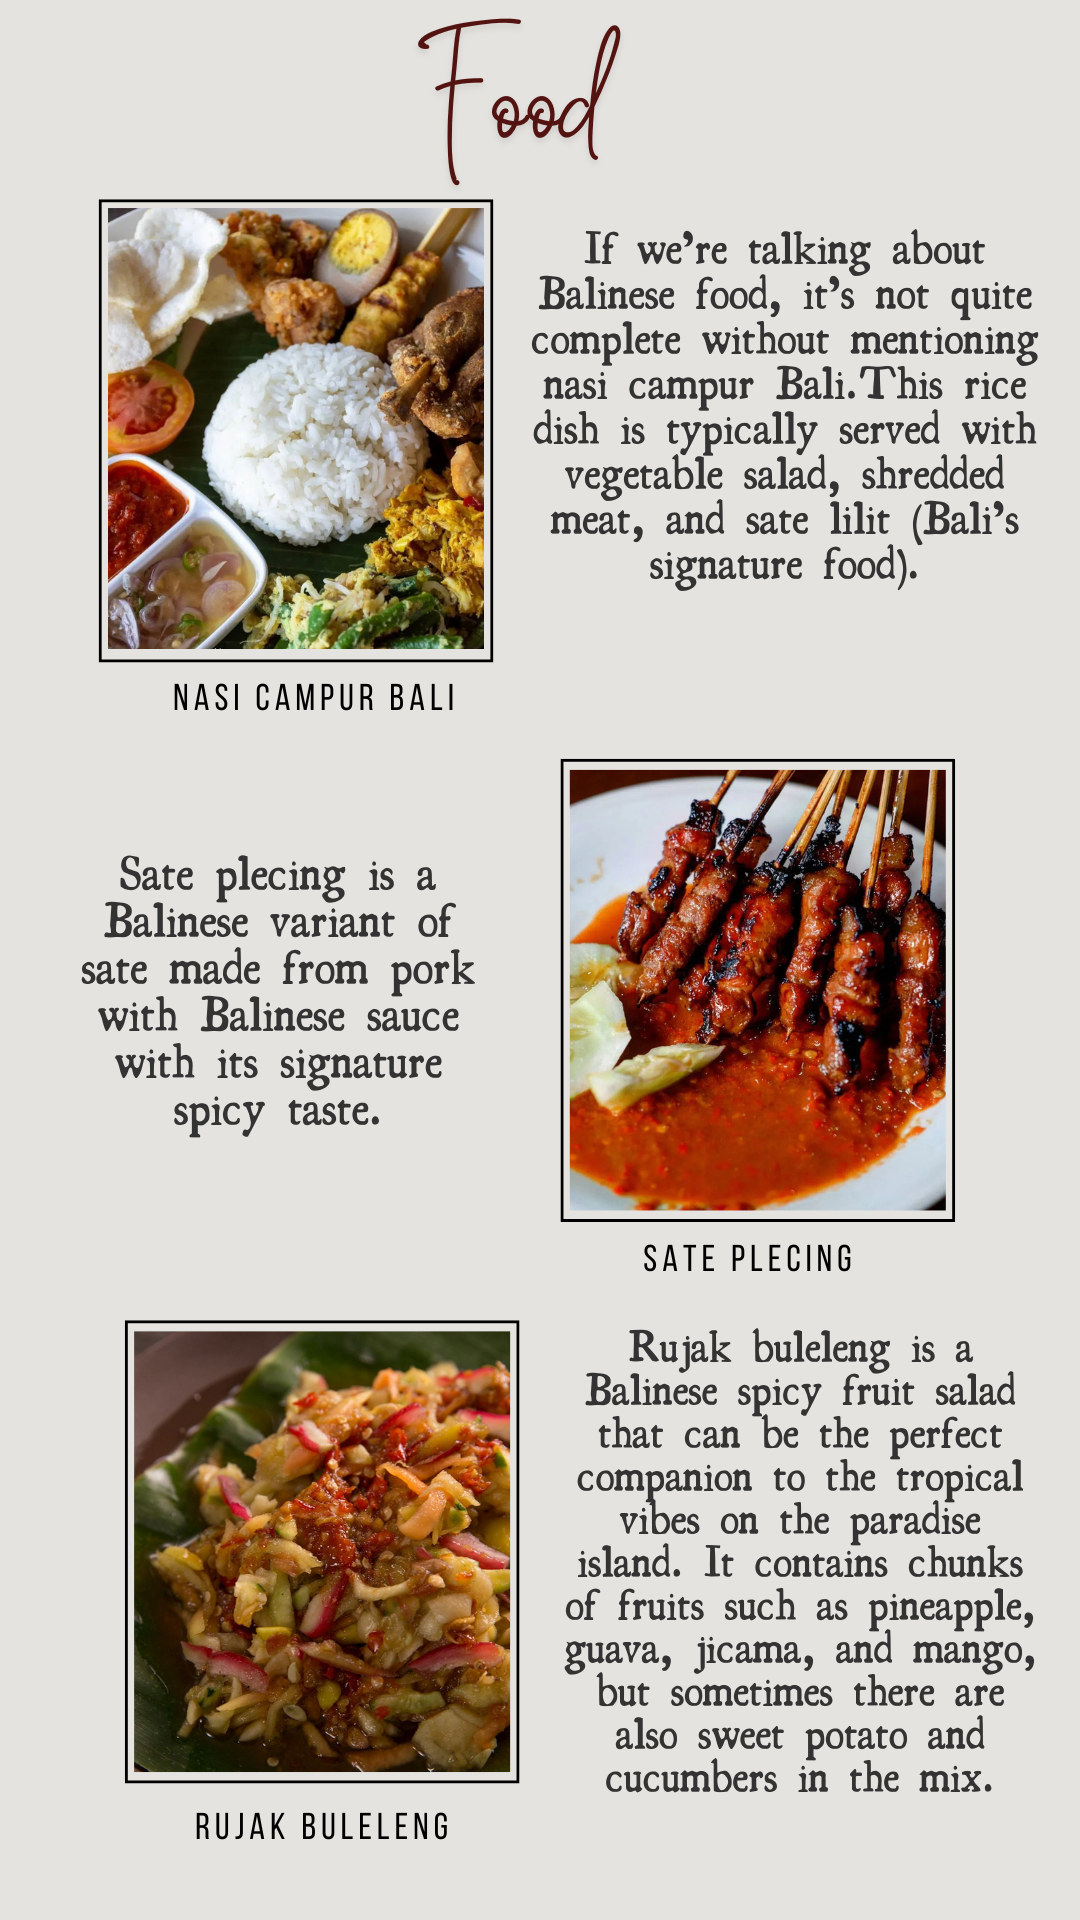 Food
If we're talking about
Balinese food, it's not quite
complete without mentioning
nasi campur Bali.This rice
dish is typically served with
vegetable salad, shredded
meat, and sate lilit (Bali's
signature food).
NASI CAMPUR BALI
Sate plecing is a
Balinese variant of
sate made from pork
with Balinese sauce
with its signature
spicy taste.
SATE PLECING
Rujak buleleng is a
Balinese spicy fruit salad
that can be the perfect
companion to the tropical
vibes on the paradise
island. It contains chunks
of fruits such as pineapple,
guava, jicama, and mango,
but sometimes there are
also sweet potato and
cucumbers in the mix.
RUJAK BULELENG